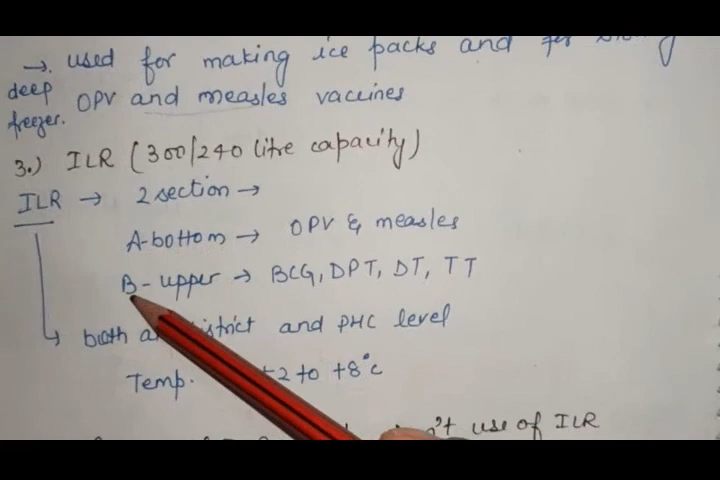 →. used for making ice packs and for
deep
OPV and measles vaccines
freezer.
3.) ILR (300/240 litre capacity)
ILR → 2 section →
A-bottom → OPV & measles
B- upper → BCG, DPT, DT, TT
both district and PHC level
Temp. +2 to +8°c
use of ILR